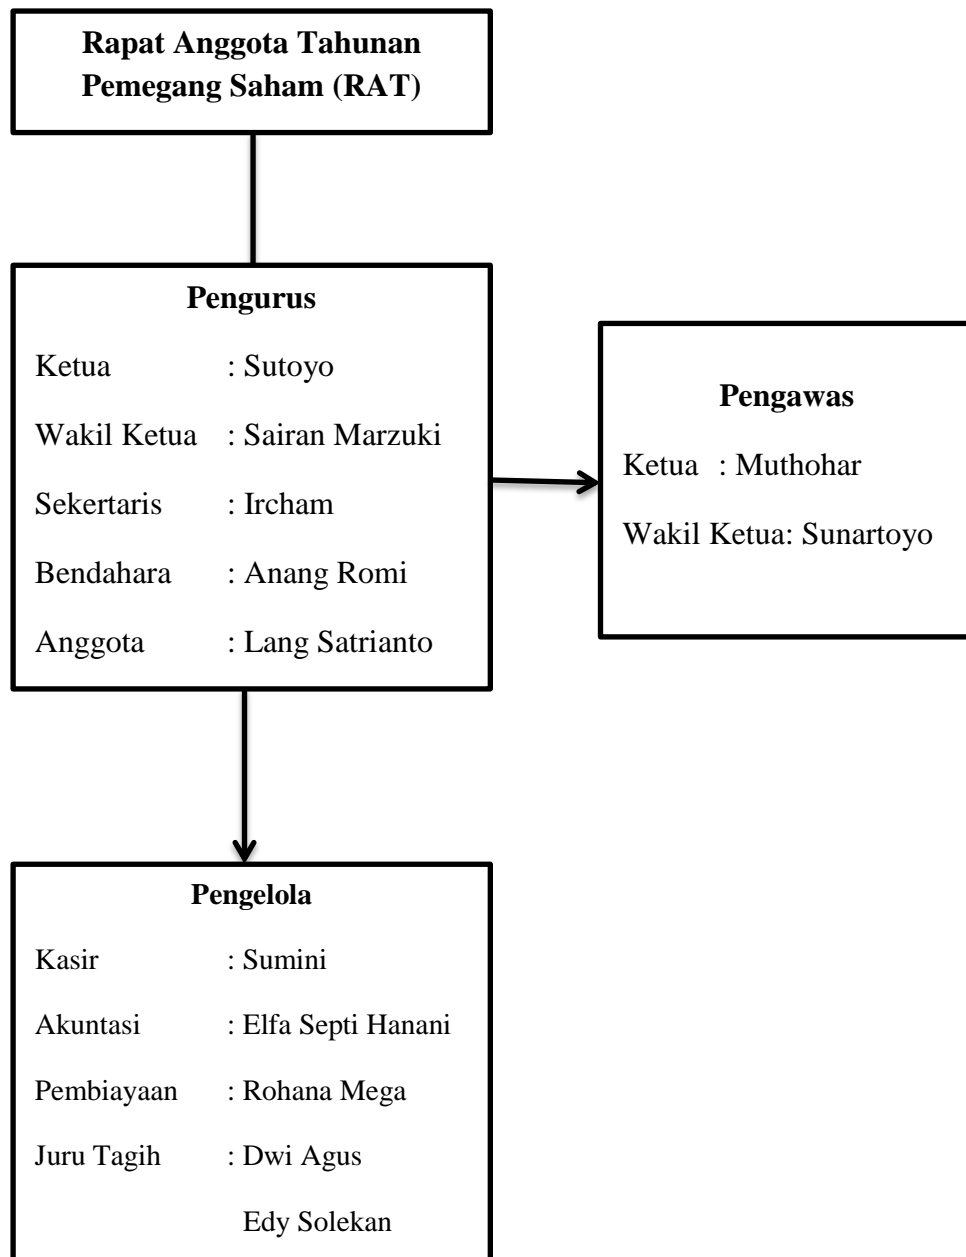 Rapat Anggota Tahunan
Pemegang Saham (RAT)
Pengurus
Ketua : Sutoyo
Wakil Ketua : Sairan Marzuki
Sekertaris : Ircham
Bendahara : Anang Romi
Anggota : Lang Satrianto
Pengawas
Ketua : Muthohar
Wakil Ketua: Sunartoyo
Pengelola
Kasir : Sumini
Akuntasi : Elfa Septi Hanani
Pembiayaan : Rohana Mega
Juru Tagih : Dwi Agus
Edy Solekan